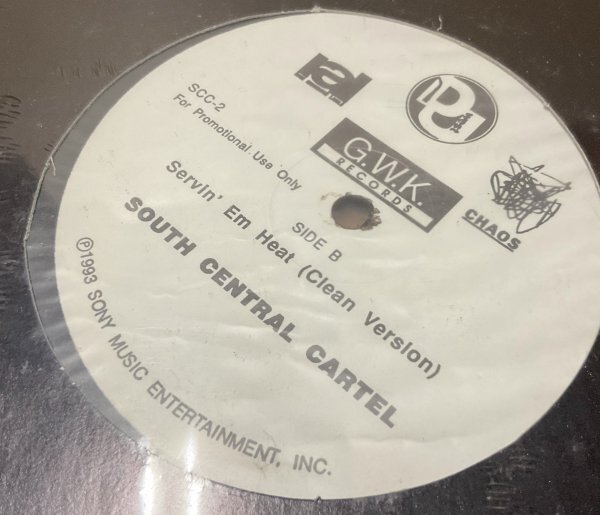 SCC-2
For Promotional Use Only
G.W.K.
RECORDS
CHAOS
SIDE B
Servin' Em Heat (Clean Version)
SOUTH CENTRAL CARTEL
℗1993 SONY MUSIC ENTERTAINMENT, INC.